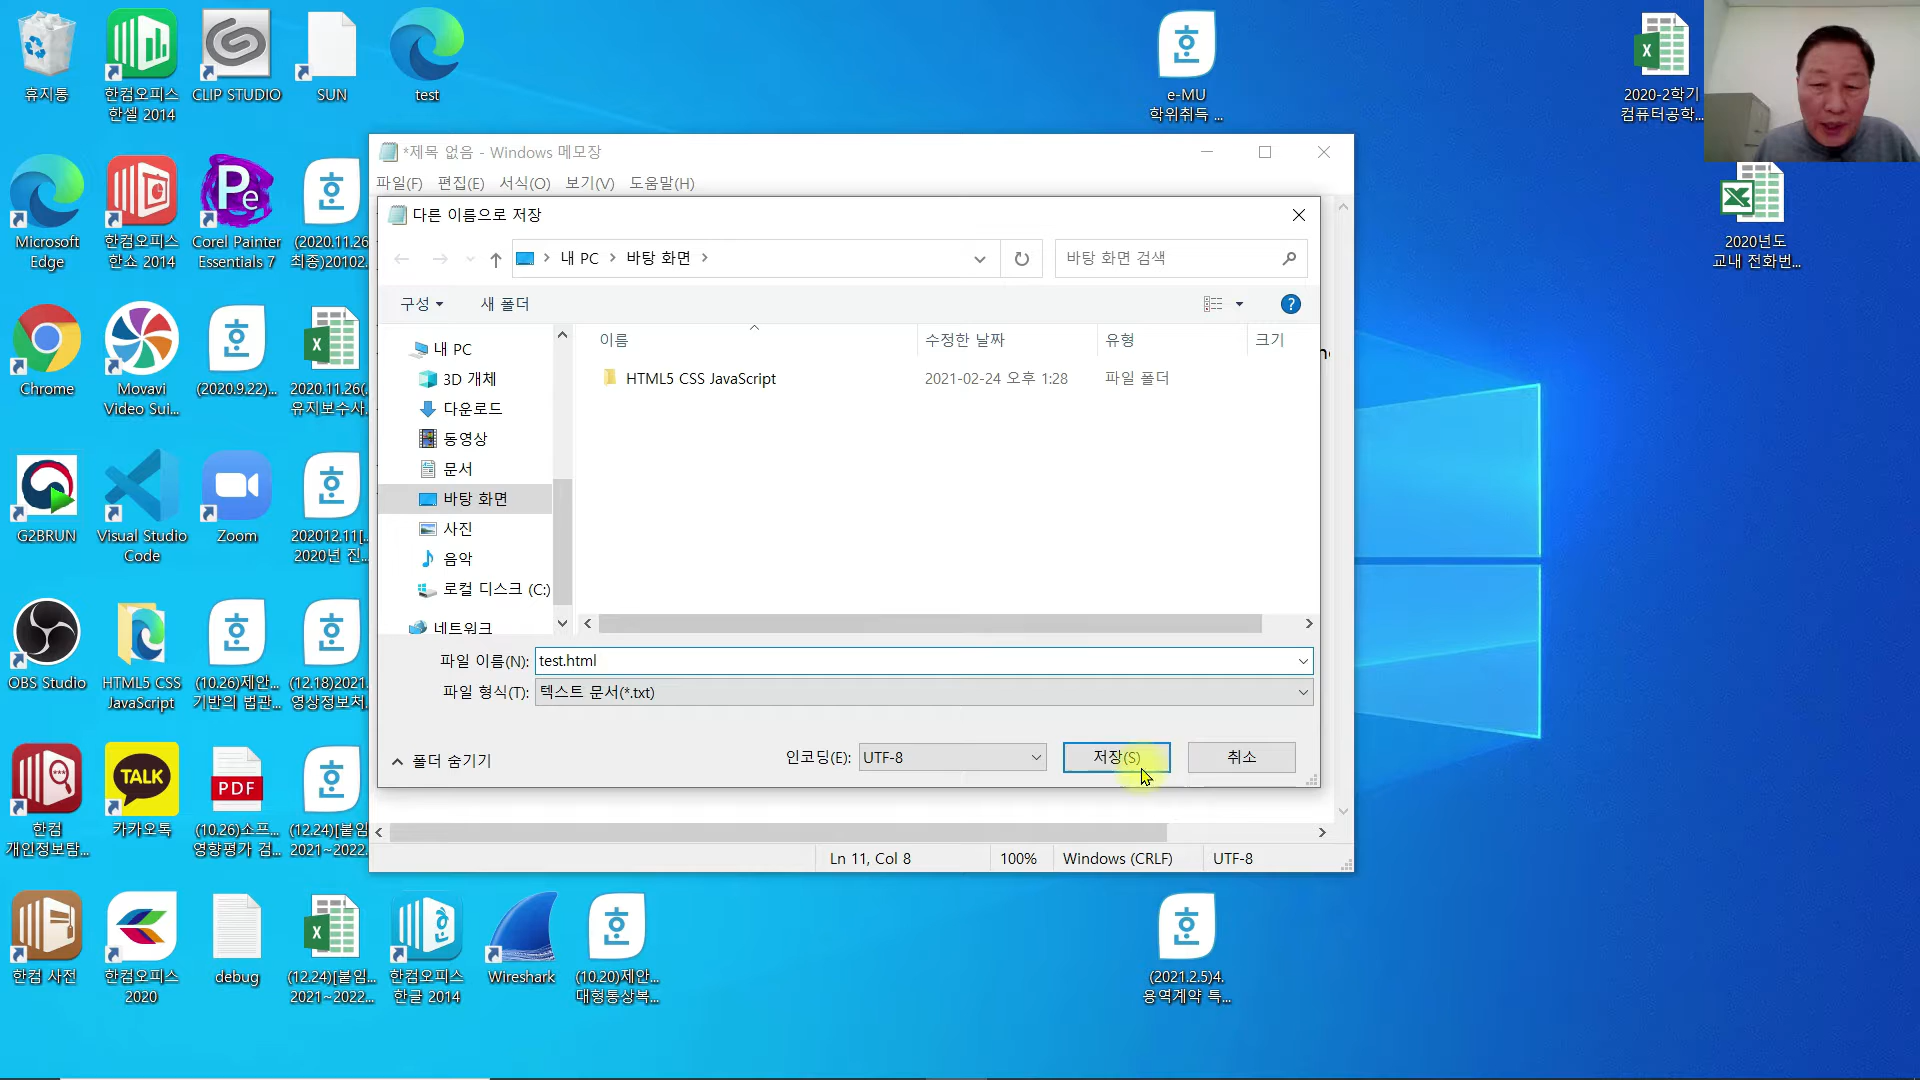 휴지통
한컴오피스
한셀 2014
CLIP STUDIO
SUN
test
e-MU
학위취득 ...
2020-2학기
컴퓨터공학...
Microsoft
Edge
한컴오피스
한쇼 2014
Corel Painter
Essentials 7
(2020.11.26
최종)20102.
2020년도
교내 전화번...
Chrome
Movavi
Video Sui...
(2020.9.22)...
2020.11.26(.
유지보수사.
G2BRUN
Visual Studio
Code
Zoom
202012.11[..
2020년 진..
OBS Studio
HTML5 CSS
JavaScript
(10.26)제안...
기반의 법관...
(12.18)2021.
영상정보처.
한컴
개인정보탐...
TALK
카카오톡
PDF
(10.26)소프...
영향평가 검...
(12.24)[붙임
2021~2022.
한컴 사전
한컴오피스
2020
debug
(12.24)[붙임...
2021~2022...
한컴오피스
한글 2014
Wireshark
(10.20)제안...
대형통상복...
(2021.2.5)4.
용역계약 특...
*제목 없음 - Windows 메모장
파일(F) 편집(E) 서식(O) 보기(V) 도움말(H)
다른 이름으로 저장
내 PC > 바탕 화면 >
바탕 화면 검색
구성 새 폴더
이름 수정한 날짜 유형 크기
HTML5 CSS JavaScript 2021-02-24 오후 1:28 파일 폴더
내 PC
3D 개체
다운로드
동영상
문서
바탕 화면
사진
음악
로컬 디스크 (C:)
네트워크
파일 이름(N): test.html
파일 형식(T): 텍스트 문서(*.txt)
폴더 숨기기
인코딩(E): UTF-8
저장(S)
취소
Ln 11, Col 8 100% Windows (CRLF) UTF-8